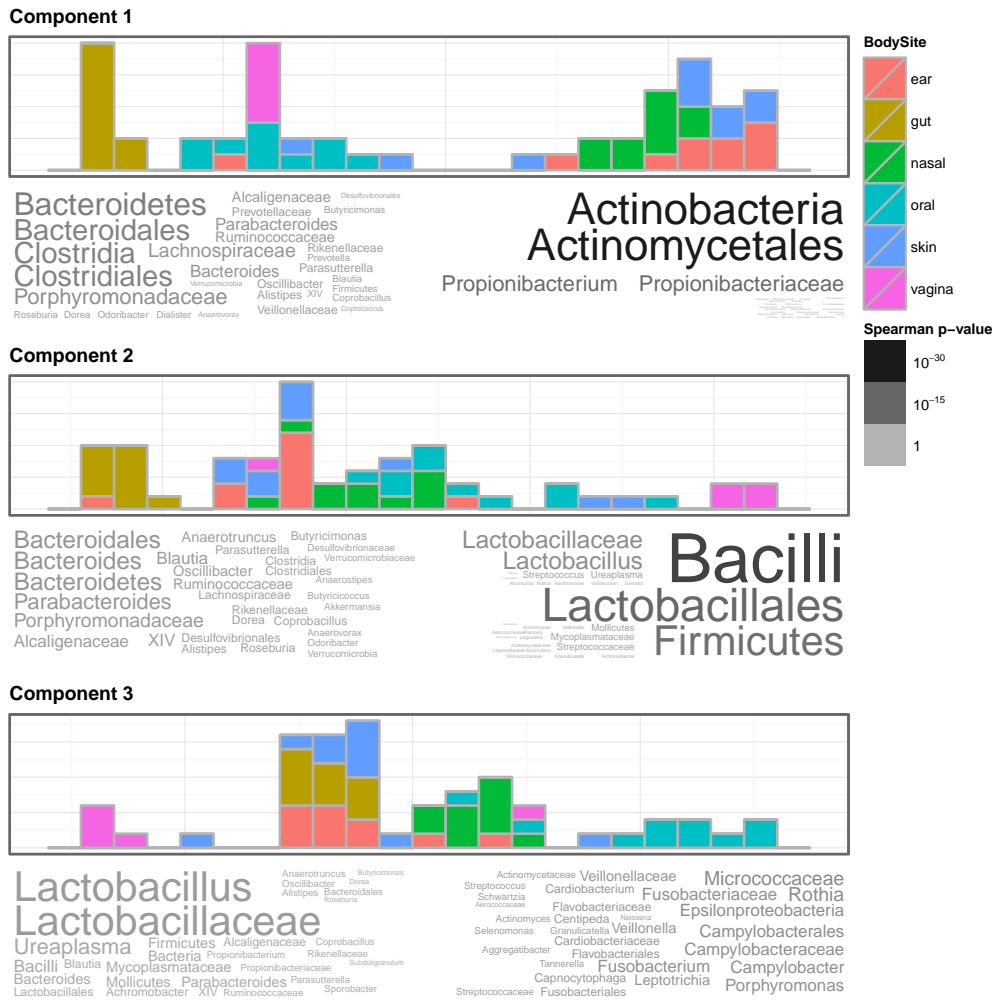 Component 1
BodySite
ear
gut
nasal
oral
skin
vagina
Bacteroidetes Alcaligenaceae Desulfovibrionales
Prevotellaceae Butyricimonas
Bacteroidales Parabacteroides
Ruminococcaceae
Clostridia Lachnospiraceae Rikenellaceae
Prevotella
Clostridiales Bacteroides Parasutterella
Verrucomicrobia Oscillibacter Blautia
Firmicutes
Porphyromonadaceae Alistipes XIV Coprobacillus
Roseburia Dorea Odoribacter Dialister Anaerovorax Veillonellaceae Coprococcus
Actinobacteria
Actinomycetales
Propionibacterium Propionibacteriaceae
Spearman p−value
10−30
10−15
1
Component 2
Bacteroidales Anaerotruncus Butyricimonas
Parasutterella Desulfovibrionaceae
Bacteroides Blautia Clostridia Verrucomicrobiaceae
Oscillibacter Clostridiales
Bacteroidetes Ruminococcaceae Anaerostipes
Parabacteroides Lachnospiraceae Butyricicoccus
Rikenellaceae Akkermansia
Porphyromonadaceae Dorea Coprobacillus
Alcaligenaceae XIV Desulfovibrionales Anaerovorax
Alistipes Roseburia Odoribacter
Verrucomicrobia
Lactobacillaceae Bacilli
Lactobacillus
Streptococcus Ureaplasma
Lactobacillales
Mollicutes
Mycoplasmataceae Firmicutes
Streptococcaceae
Component 3
Lactobacillus Anaerotruncus Butyricimonas
Oscillibacter Dorea
Alistipes Bacteroidales
Roseburia
Lactobacillaceae
Ureaplasma Firmicutes Alcaligenaceae Coprobacillus
Bacteria Propionibacterium Rikenellaceae
Bacilli Blautia Mycoplasmataceae Propionibacteriaceae Subdoligranulum
Bacteroides Mollicutes Parabacteroides Parasutterella
Lactobacillales Achromobacter XIV Ruminococcaceae Sporobacter
Actinomycetaceae Veillonellaceae Micrococcaceae
Streptococcus Cardiobacterium Fusobacteriaceae Rothia
Schwartzia
Aerococcaceae Flavobacteriaceae Epsilonproteobacteria
Actinomyces Centipeda Neisseria
Selenomonas Granulicatella Veillonella Campylobacterales
Cardiobacteriaceae
Aggregatibacter Flavobacteriales Campylobacteraceae
Tannerella Fusobacterium Campylobacter
Capnocytophaga Leptotrichia Porphyromonas
Streptococcaceae Fusobacteriales